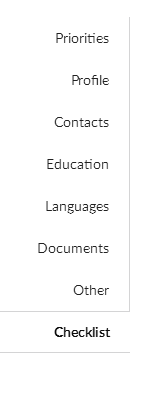 Priorities
Profile
Contacts
Education
Languages
Documents
Other
Checklist